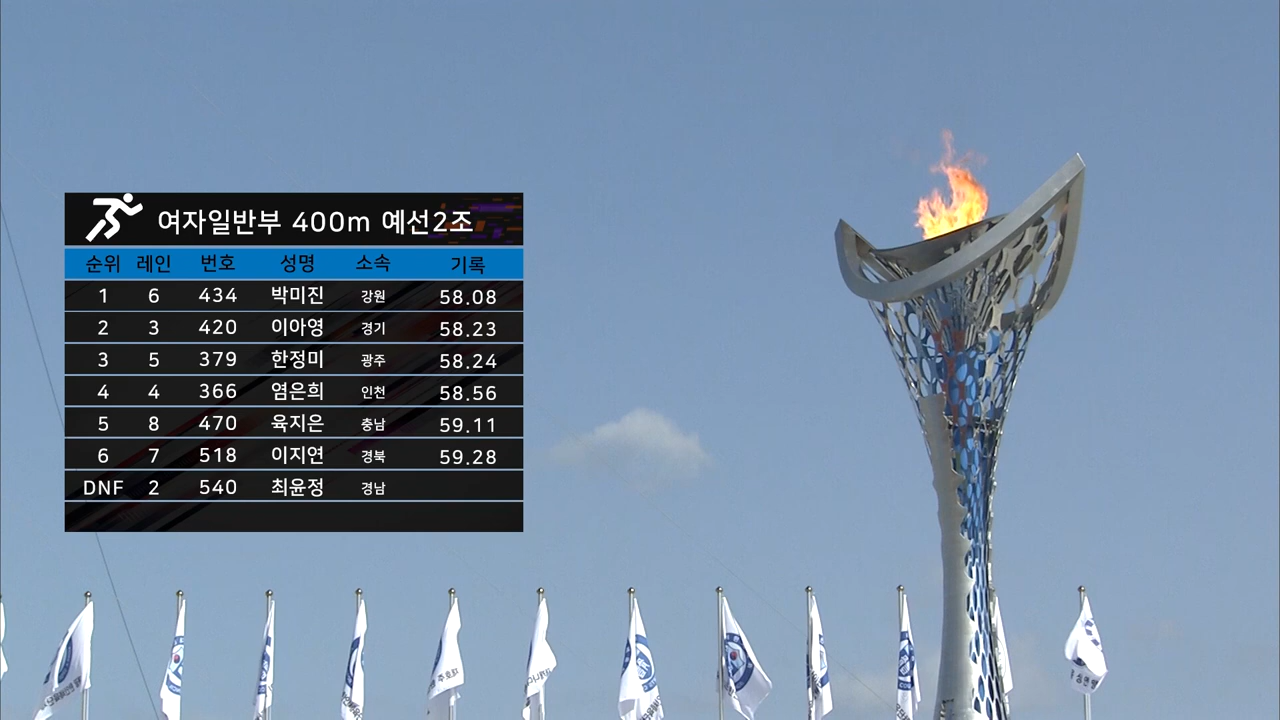 여자일반부 400m 예선2조
순위 레인 번호 성명 소속 기록
1 6 434 박미진 강원 58.08
2 3 420 이아영 경기 58.23
3 5 379 한정미 광주 58.24
4 4 366 염은희 인천 58.56
5 8 470 육지은 충남 59.11
6 7 518 이지연 경북 59.28
DNF 2 540 최윤정 경남